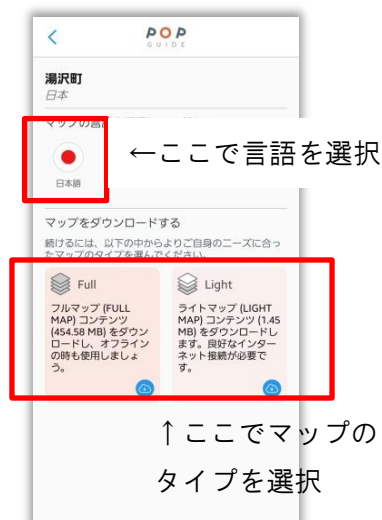 POP
GUIDE
湯沢町
日本
←ここで言語を選択
日本語
マップをダウンロードす
る
続けるには、以下の中からよりご自身のニーズに合っ
たマップのタイプを選んでください。
Full
フルマップ (FULL
MAP) コンテンツ
(454.58 MB) をダウン
ロードし、オフライン
の時も使用しましょ
う。
Light
ライトマップ (LIGHT
MAP) コンテンツ (1.45
MB) をダウンロードし
ます。良好なインター
ネット接続が必要で
す。
↑ここでマップの
タイプを選択